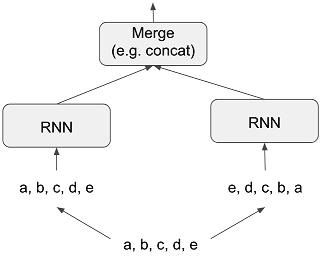 Merge
(e.g. concat)
RNN
RNN
a, b, c, d, e
e, d, c, b, a
a, b, c, d, e